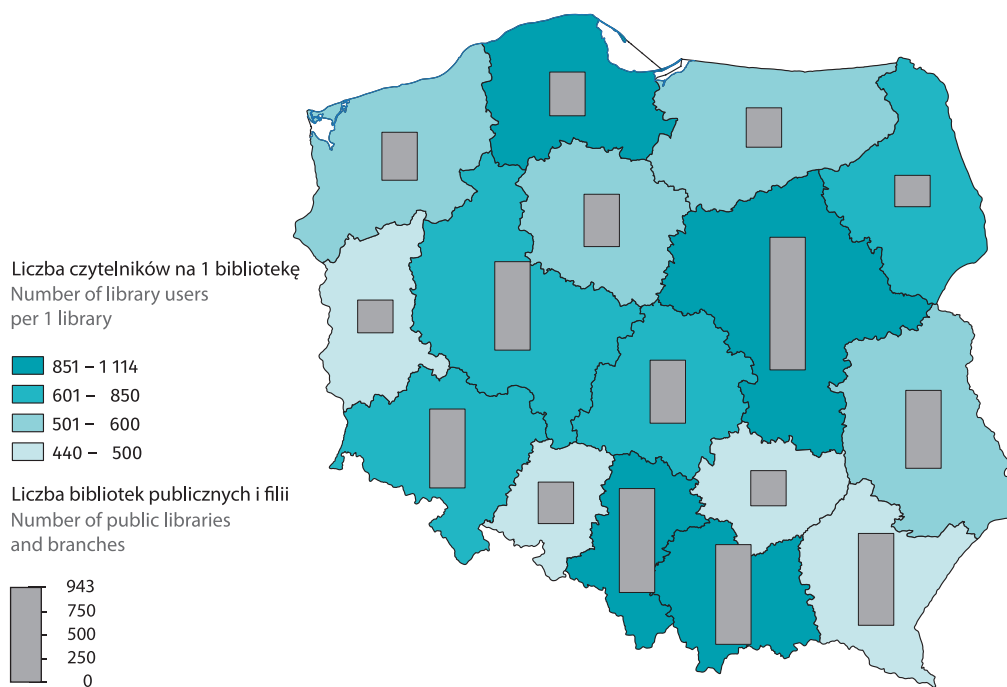 Liczba czytelników na 1 bibliotekę
Number of library users
per 1 library
851 – 1 114
601 – 850
501 – 600
440 – 500
Liczba bibliotek publicznych i filii
Number of public libraries
and branches
943
750
500
250
0